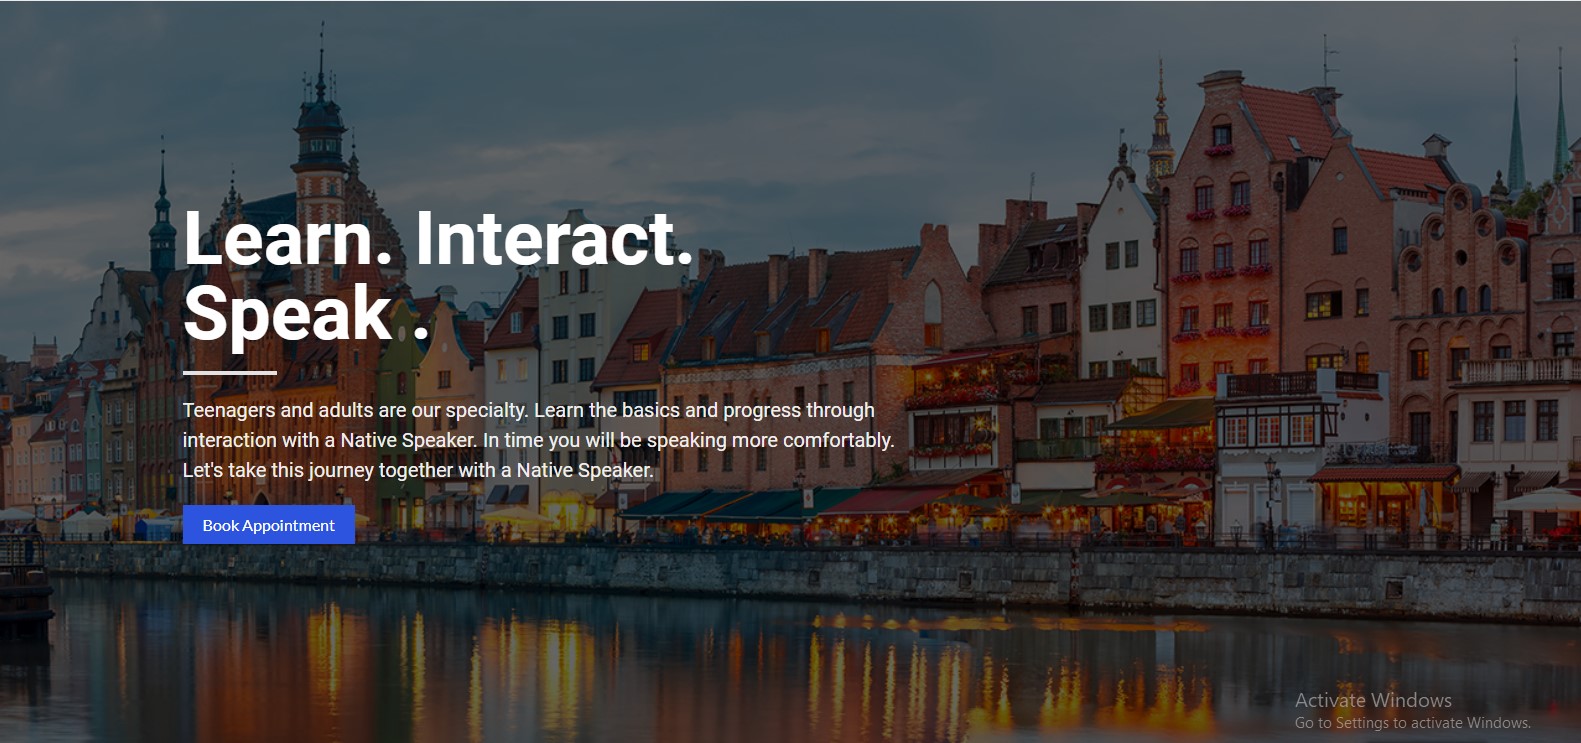 Learn. Interact.
Speak .
Teenagers and adults are our specialty. Learn the basics and progress through
interaction with a Native Speaker. In time you will be speaking more comfortably.
Let's take this journey together with a Native Speaker.
Book Appointment
Activate Windows
Go to Settings to activate Windows.